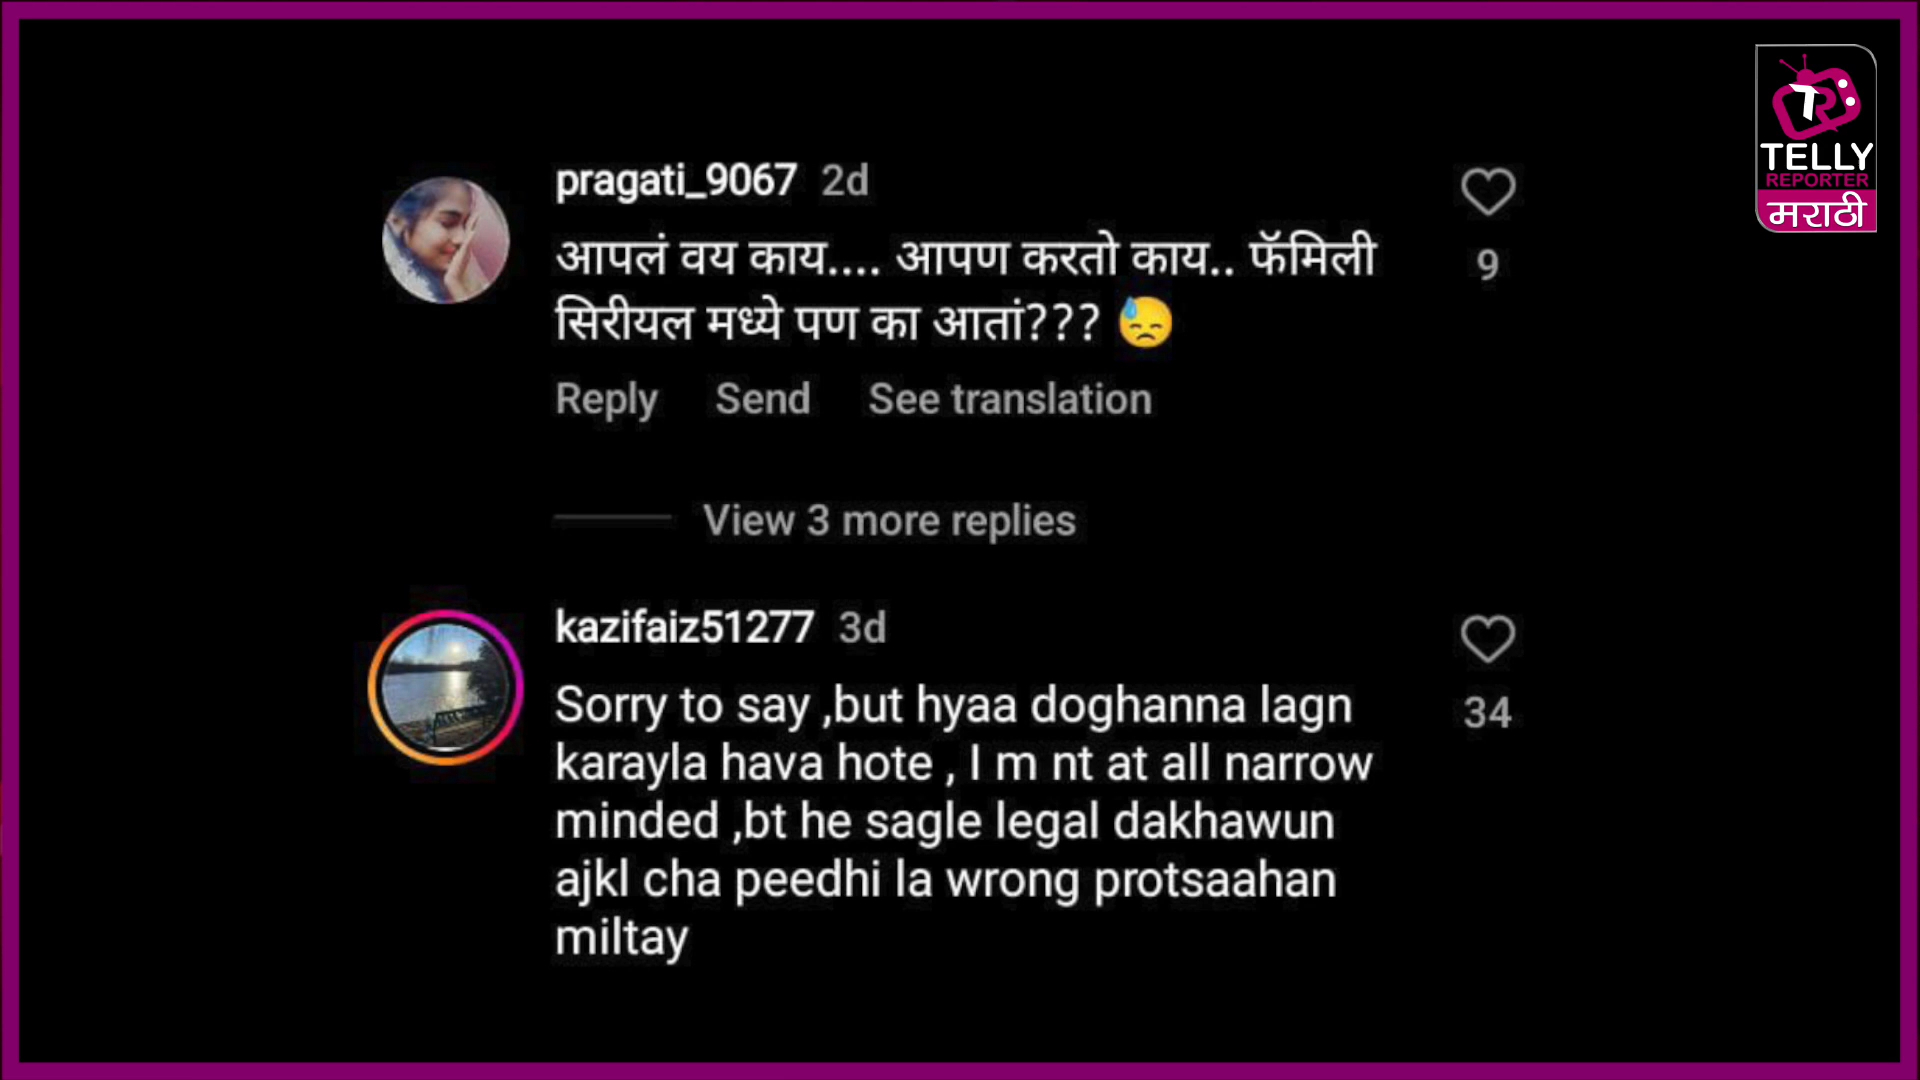 TELLY
REPORTER
मराठी
pragati_9067 2d
आपलं वय काय.... आपण करतो काय.. फॅमिली
सिरीयल मध्ये पण का आतां??? 😓
9
Reply Send See translation
View 3 more replies
kazifaiz51277 3d
Sorry to say ,but hyaa doghanna lagn
karayla hava hote , I m nt at all narrow
minded ,bt he sagle legal dakhawun
ajkl cha peedhi la wrong protsaahan
miltay
34